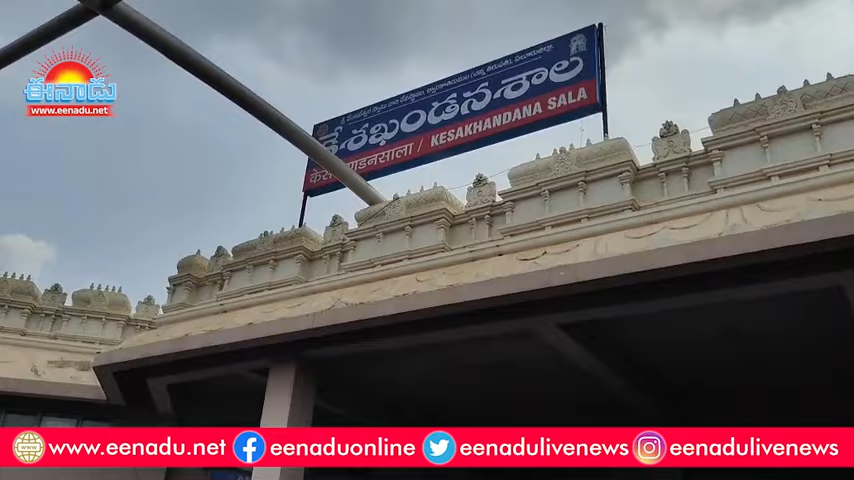 ఈనాడు
www.eenadu.net
కేశఖండనశాల
KESAKHANDANA SALA
www.eenadu.net eenaduonline eenadulivenews eenadulivenews